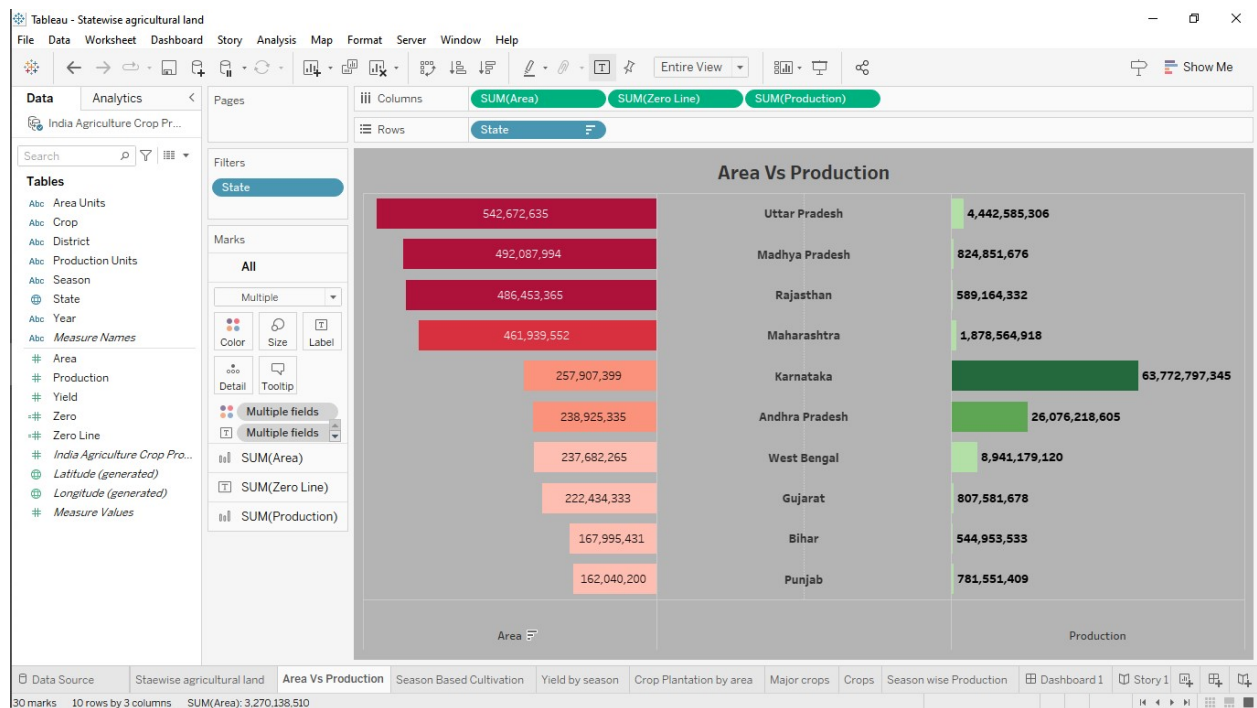 Tableau - Statewise agricultural land
File Data Worksheet Dashboard Story Analysis Map Format Server Window Help
Entire View
Show Me
Data Analytics
India Agriculture Crop Pr...
Search
Tables
Abc Area Units
Abc Crop
Abc District
Abc Production Units
Abc Season
State
Abc Year
Abc Measure Names
# Area
# Production
# Yield
=# Zero
=# Zero Line
# India Agriculture Crop Pro...
Latitude (generated)
Longitude (generated)
# Measure Values
Pages
Filters
State
Marks
All
Multiple
Color Size Label
Detail Tooltip
Multiple fields
Multiple fields
SUM(Area)
SUM(Zero Line)
SUM(Production)
Columns SUM(Area) SUM(Zero Line) SUM(Production)
Rows State
Area Vs Production
542,672,635 Uttar Pradesh 4,442,585,306
492,087,994 Madhya Pradesh 824,851,676
486,453,365 Rajasthan 589,164,332
461,939,552 Maharashtra 1,878,564,918
257,907,399 Karnataka 63,772,797,345
238,925,335 Andhra Pradesh 26,076,218,605
237,682,265 West Bengal 8,941,179,120
222,434,333 Gujarat 807,581,678
167,995,431 Bihar 544,953,533
162,040,200 Punjab 781,551,409
Area Production
Data Source Staewise agricultural land Area Vs Production Season Based Cultivation Yield by season Crop Plantation by area Major crops Crops Season wise Production Dashboard 1 Story 1
30 marks 10 rows by 3 columns SUM(Area): 3,270,138,510